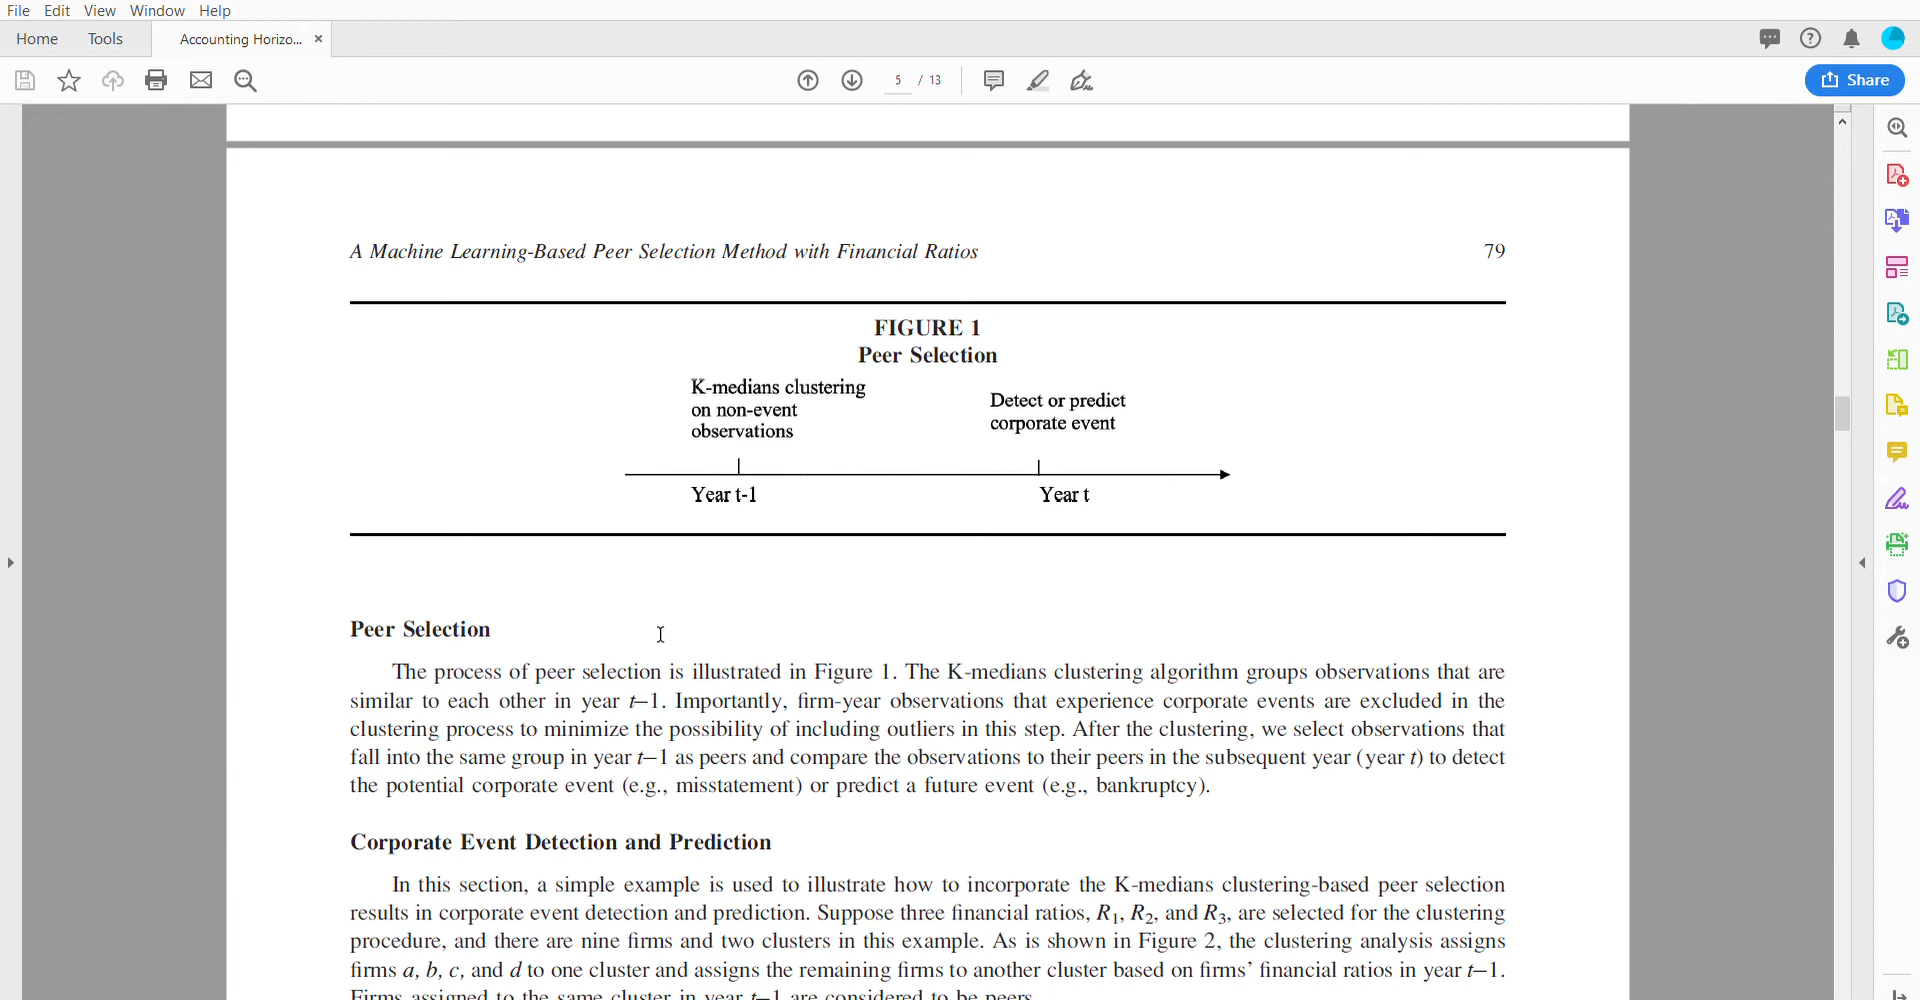 File Edit View Window Help
Home Tools Accounting Horizo... ×
5 / 13
Share
A Machine Learning-Based Peer Selection Method with Financial Ratios 79
FIGURE 1
Peer Selection
K-medians clustering
on non-event
observations
Detect or predict
corporate event
Year t-1 Year t
Peer Selection
The process of peer selection is illustrated in Figure 1. The K-medians clustering algorithm groups observations that are
similar to each other in year t–1. Importantly, firm-year observations that experience corporate events are excluded in the
clustering process to minimize the possibility of including outliers in this step. After the clustering, we select observations that
fall into the same group in year t–1 as peers and compare the observations to their peers in the subsequent year (year t) to detect
the potential corporate event (e.g., misstatement) or predict a future event (e.g., bankruptcy).
Corporate Event Detection and Prediction
In this section, a simple example is used to illustrate how to incorporate the K-medians clustering-based peer selection
results in corporate event detection and prediction. Suppose three financial ratios, R1, R2, and R3, are selected for the clustering
procedure, and there are nine firms and two clusters in this example. As is shown in Figure 2, the clustering analysis assigns
firms a, b, c, and d to one cluster and assigns the remaining firms to another cluster based on firms' financial ratios in year t–1.
Firms assigned to the same cluster in year t–1 are considered to be peers.